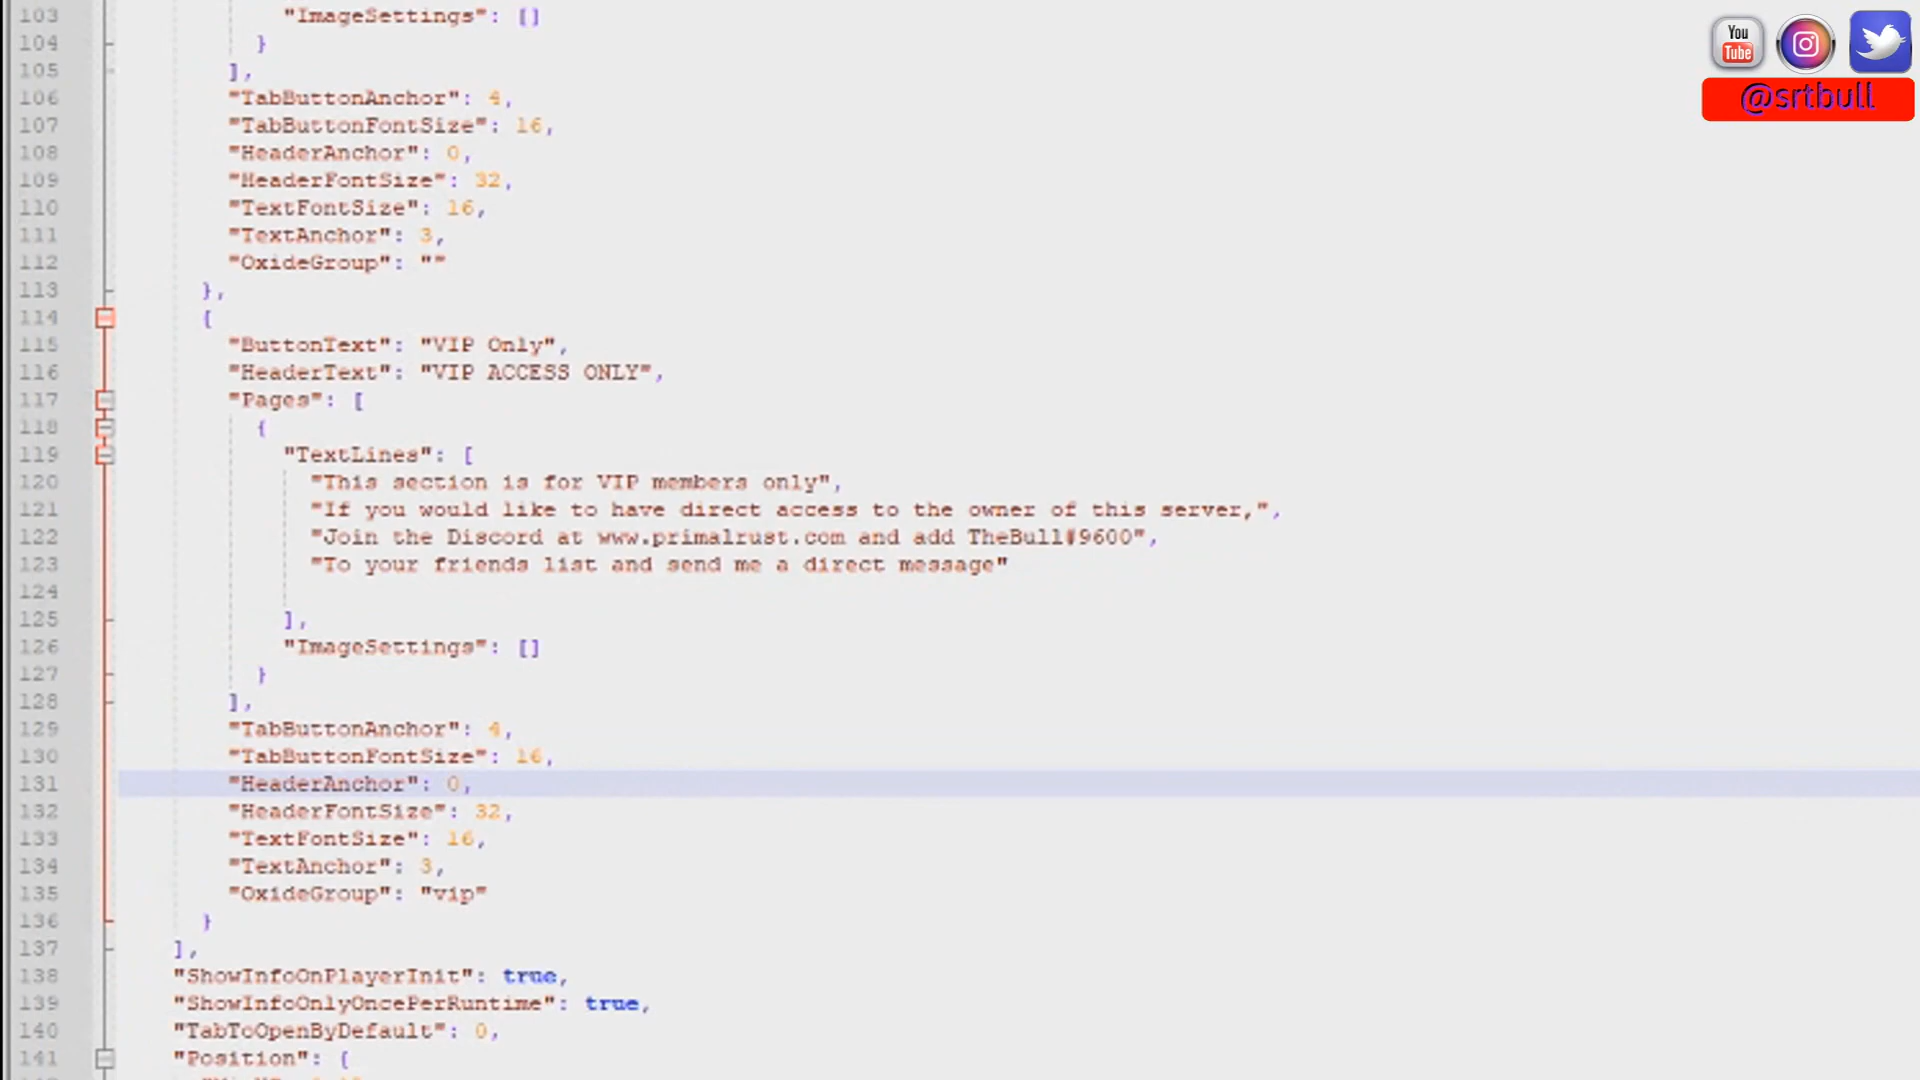 103 "ImageSettings": []
104 }
105 ],
106 "TabButtonAnchor": 4,
107 "TabButtonFontSize": 16,
108 "HeaderAnchor": 0,
109 "HeaderFontSize": 32,
110 "TextFontSize": 16,
111 "TextAnchor": 3,
112 "OxideGroup": ""
113 },
114 {
115 "ButtonText": "VIP Only",
116 "HeaderText": "VIP ACCESS ONLY",
117 "Pages": [
118 {
119 "TextLines": [
120 "This section is for VIP members only",
121 "If you would like to have direct access to the owner of this server,",
122 "Join the Discord at www.primalrust.com and add TheBull#9600",
123 "To your friends list and send me a direct message"
124
125 ],
126 "ImageSettings": []
127 }
128 ],
129 "TabButtonAnchor": 4,
130 "TabButtonFontSize": 16,
131 "HeaderAnchor": 0,
132 "HeaderFontSize": 32,
133 "TextFontSize": 16,
134 "TextAnchor": 3,
135 "OxideGroup": "vip"
136 }
137 ],
138 "ShowInfoOnPlayerInit": true,
139 "ShowInfoOnlyOncePerRuntime": true,
140 "TabToOpenByDefault": 0,
141 "Position": {
You
Tube
@srtbull